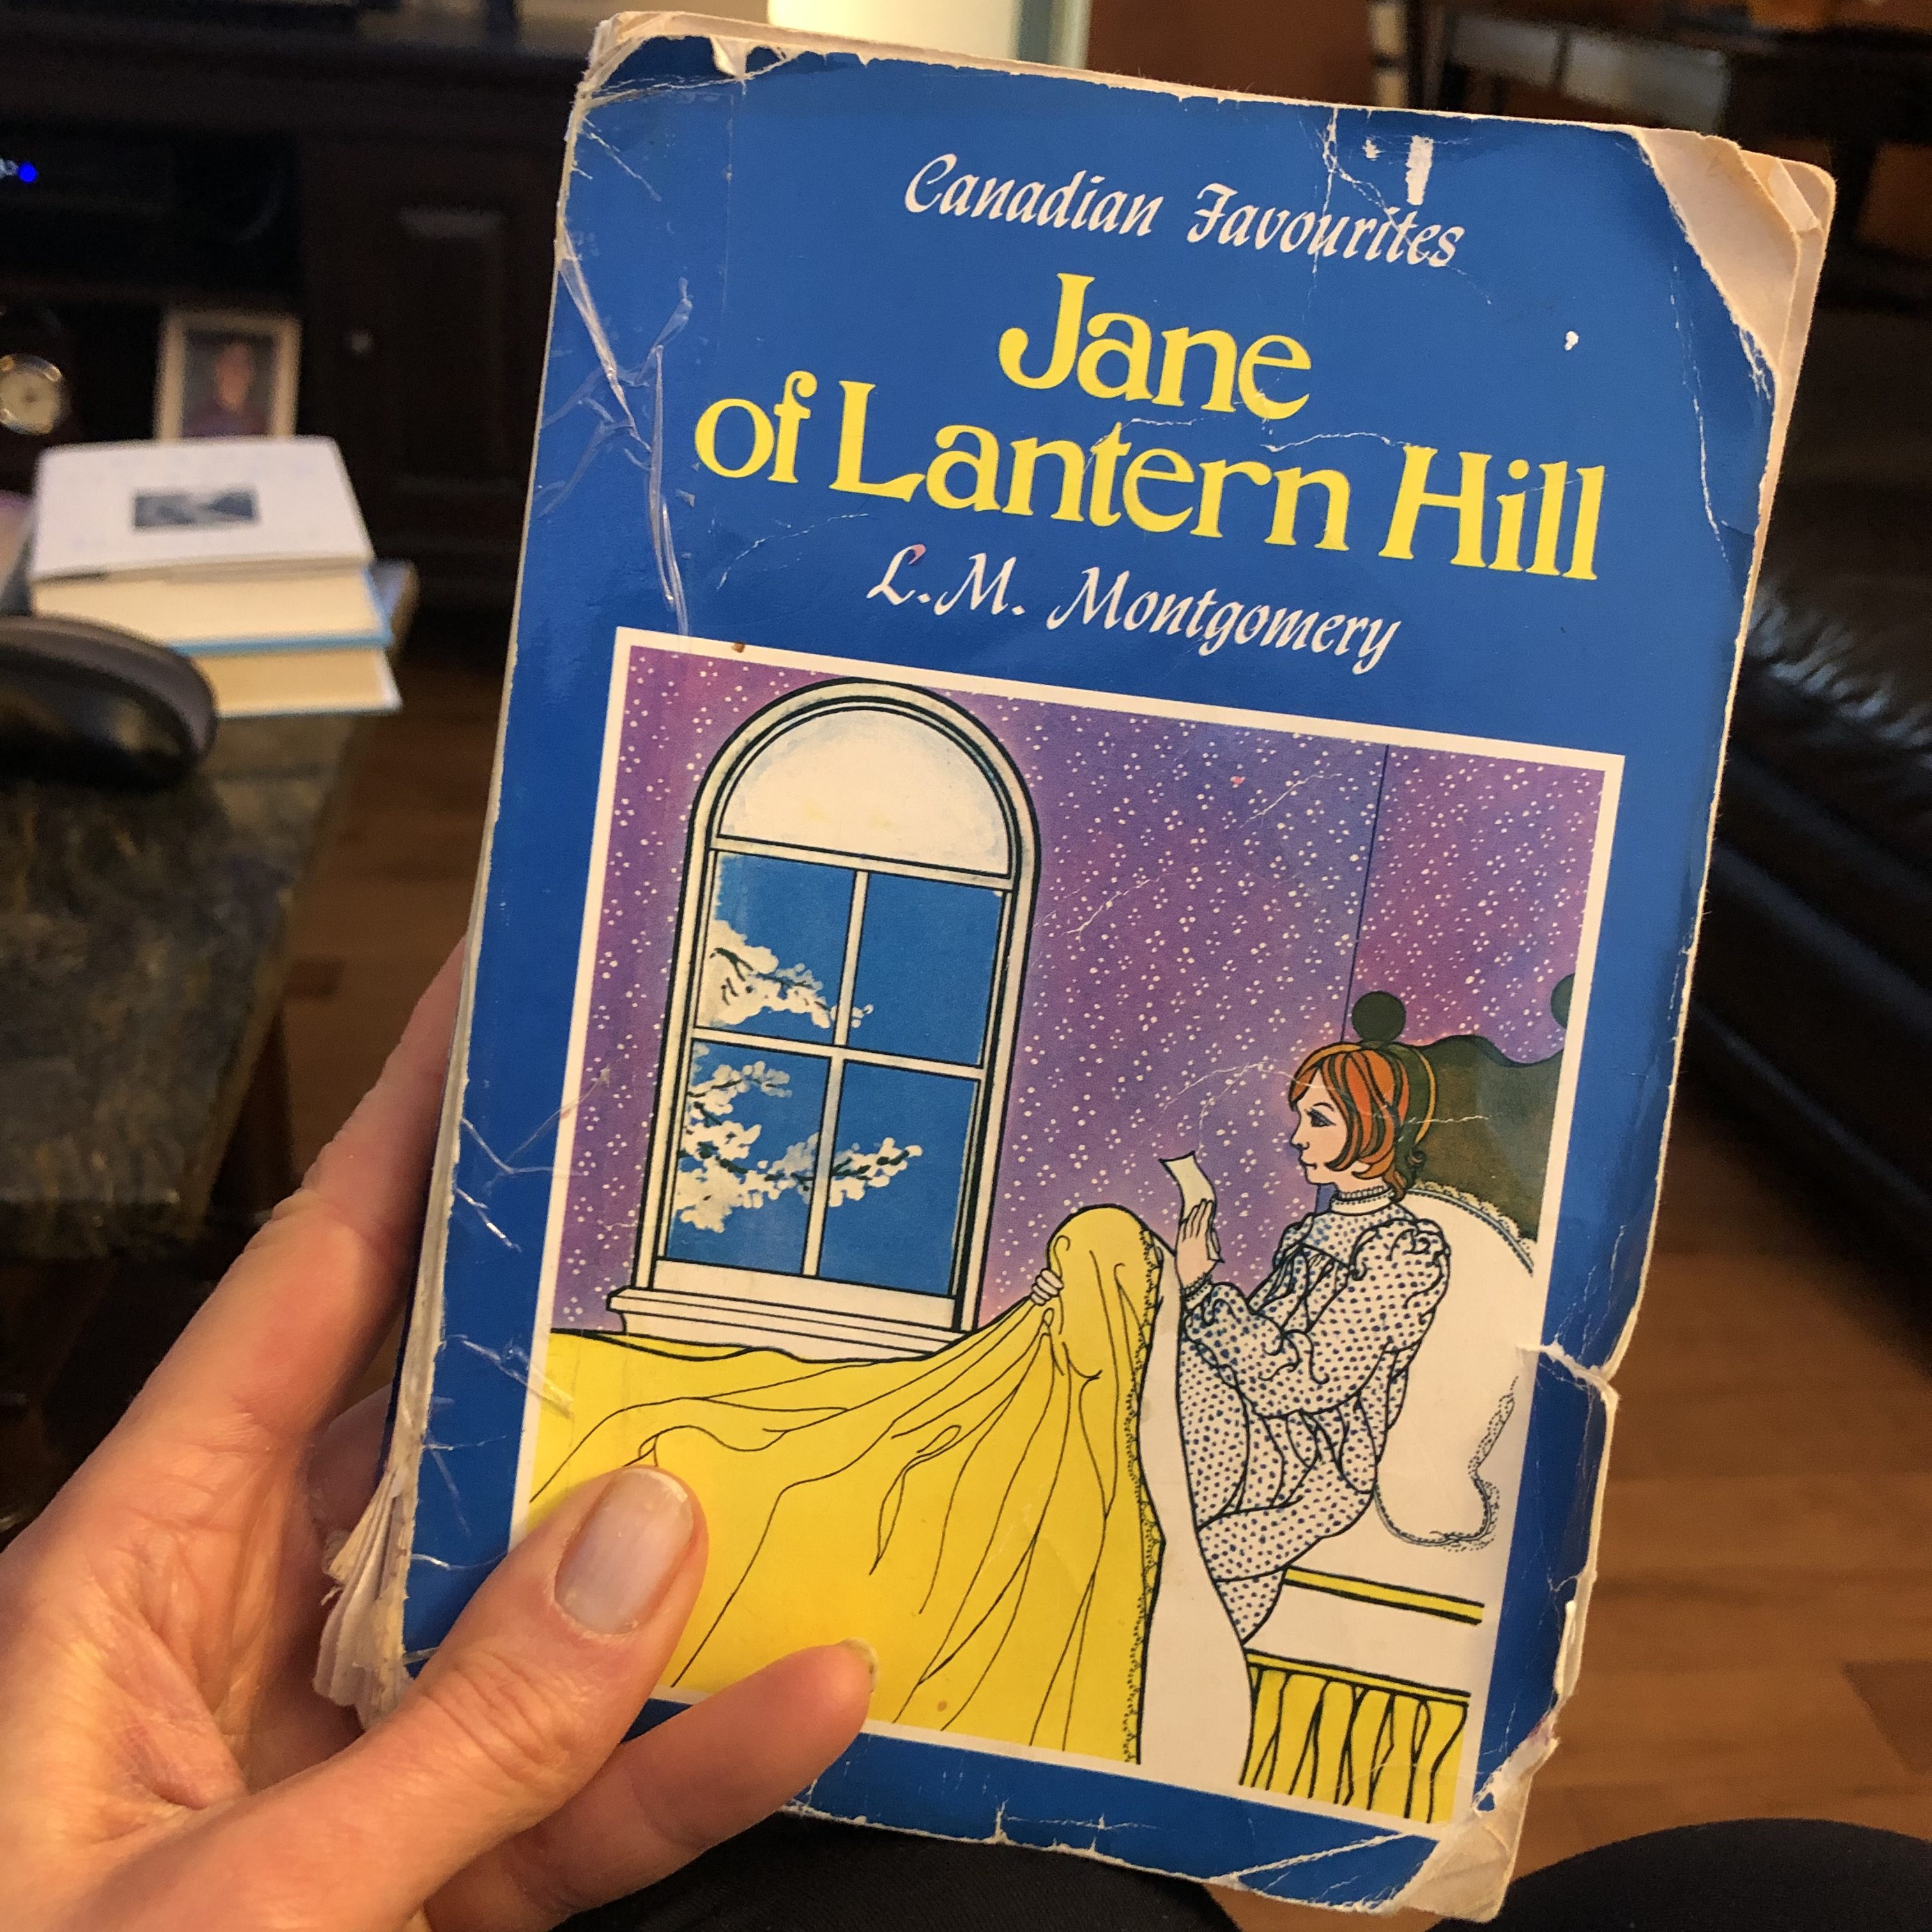 Canadian Favourites
Jane
of Lantern Hill
L.M. Montgomery